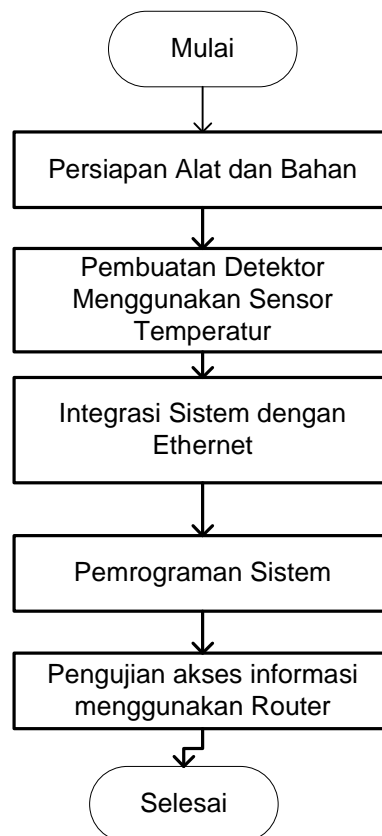 Mulai
Persiapan Alat dan Bahan
Pembuatan Detektor
Menggunakan Sensor
Temperatur
Integrasi Sistem dengan
Ethernet
Pemrograman Sistem
Pengujian akses informasi
menggunakan Router
Selesai